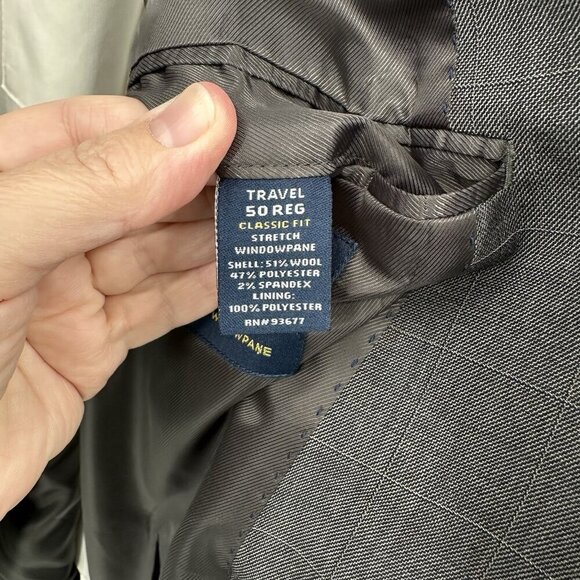 TRAVEL
50 REG
CLASSIC FIT
STRETCH
WINDOWPANE
SHELL: 51% WOOL
47% POLYESTER
2% SPANDEX
LINING:
100% POLYESTER
RN# 93677